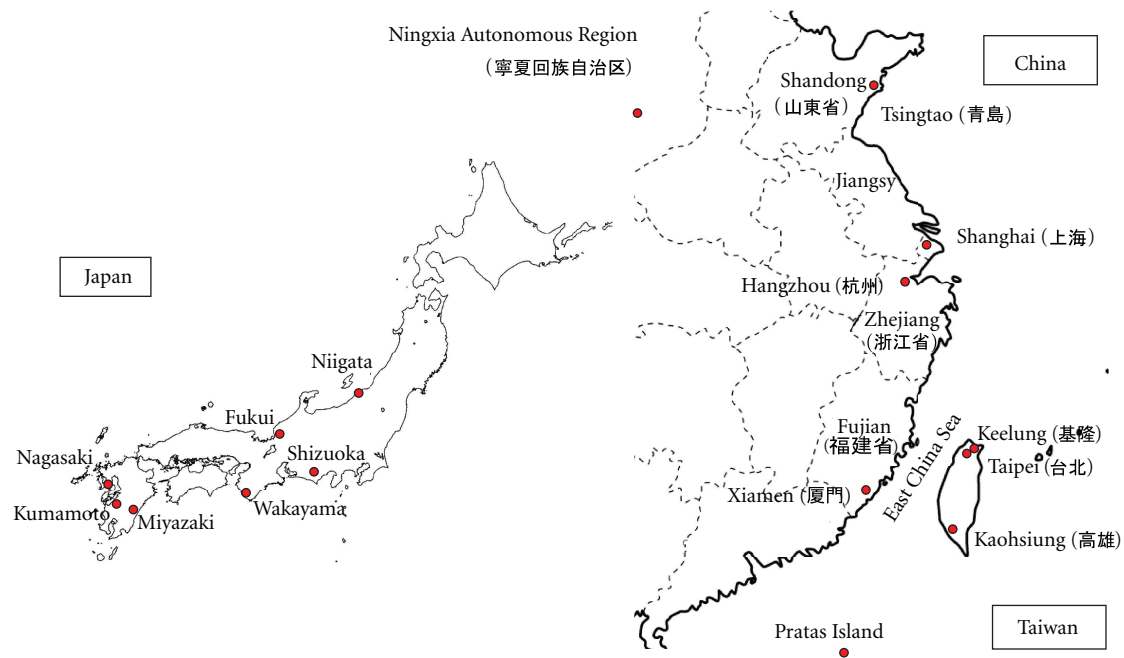 Ningxia Autonomous Region
(寧夏回族自治区)
China
Shandong
(山東省)
Tsingtao (青島)
Jiangsy
Shanghai (上海)
Hangzhou (杭州)
Zhejiang
(浙江省)
Japan
Niigata
Fukui
Shizuoka
Nagasaki
Kumamoto
Miyazaki
Wakayama
Fujian
(福建省)
East China Sea
Keelung (基隆)
Taipei (台北)
Xiamen (厦門)
Kaohsiung (高雄)
Pratas Island
Taiwan